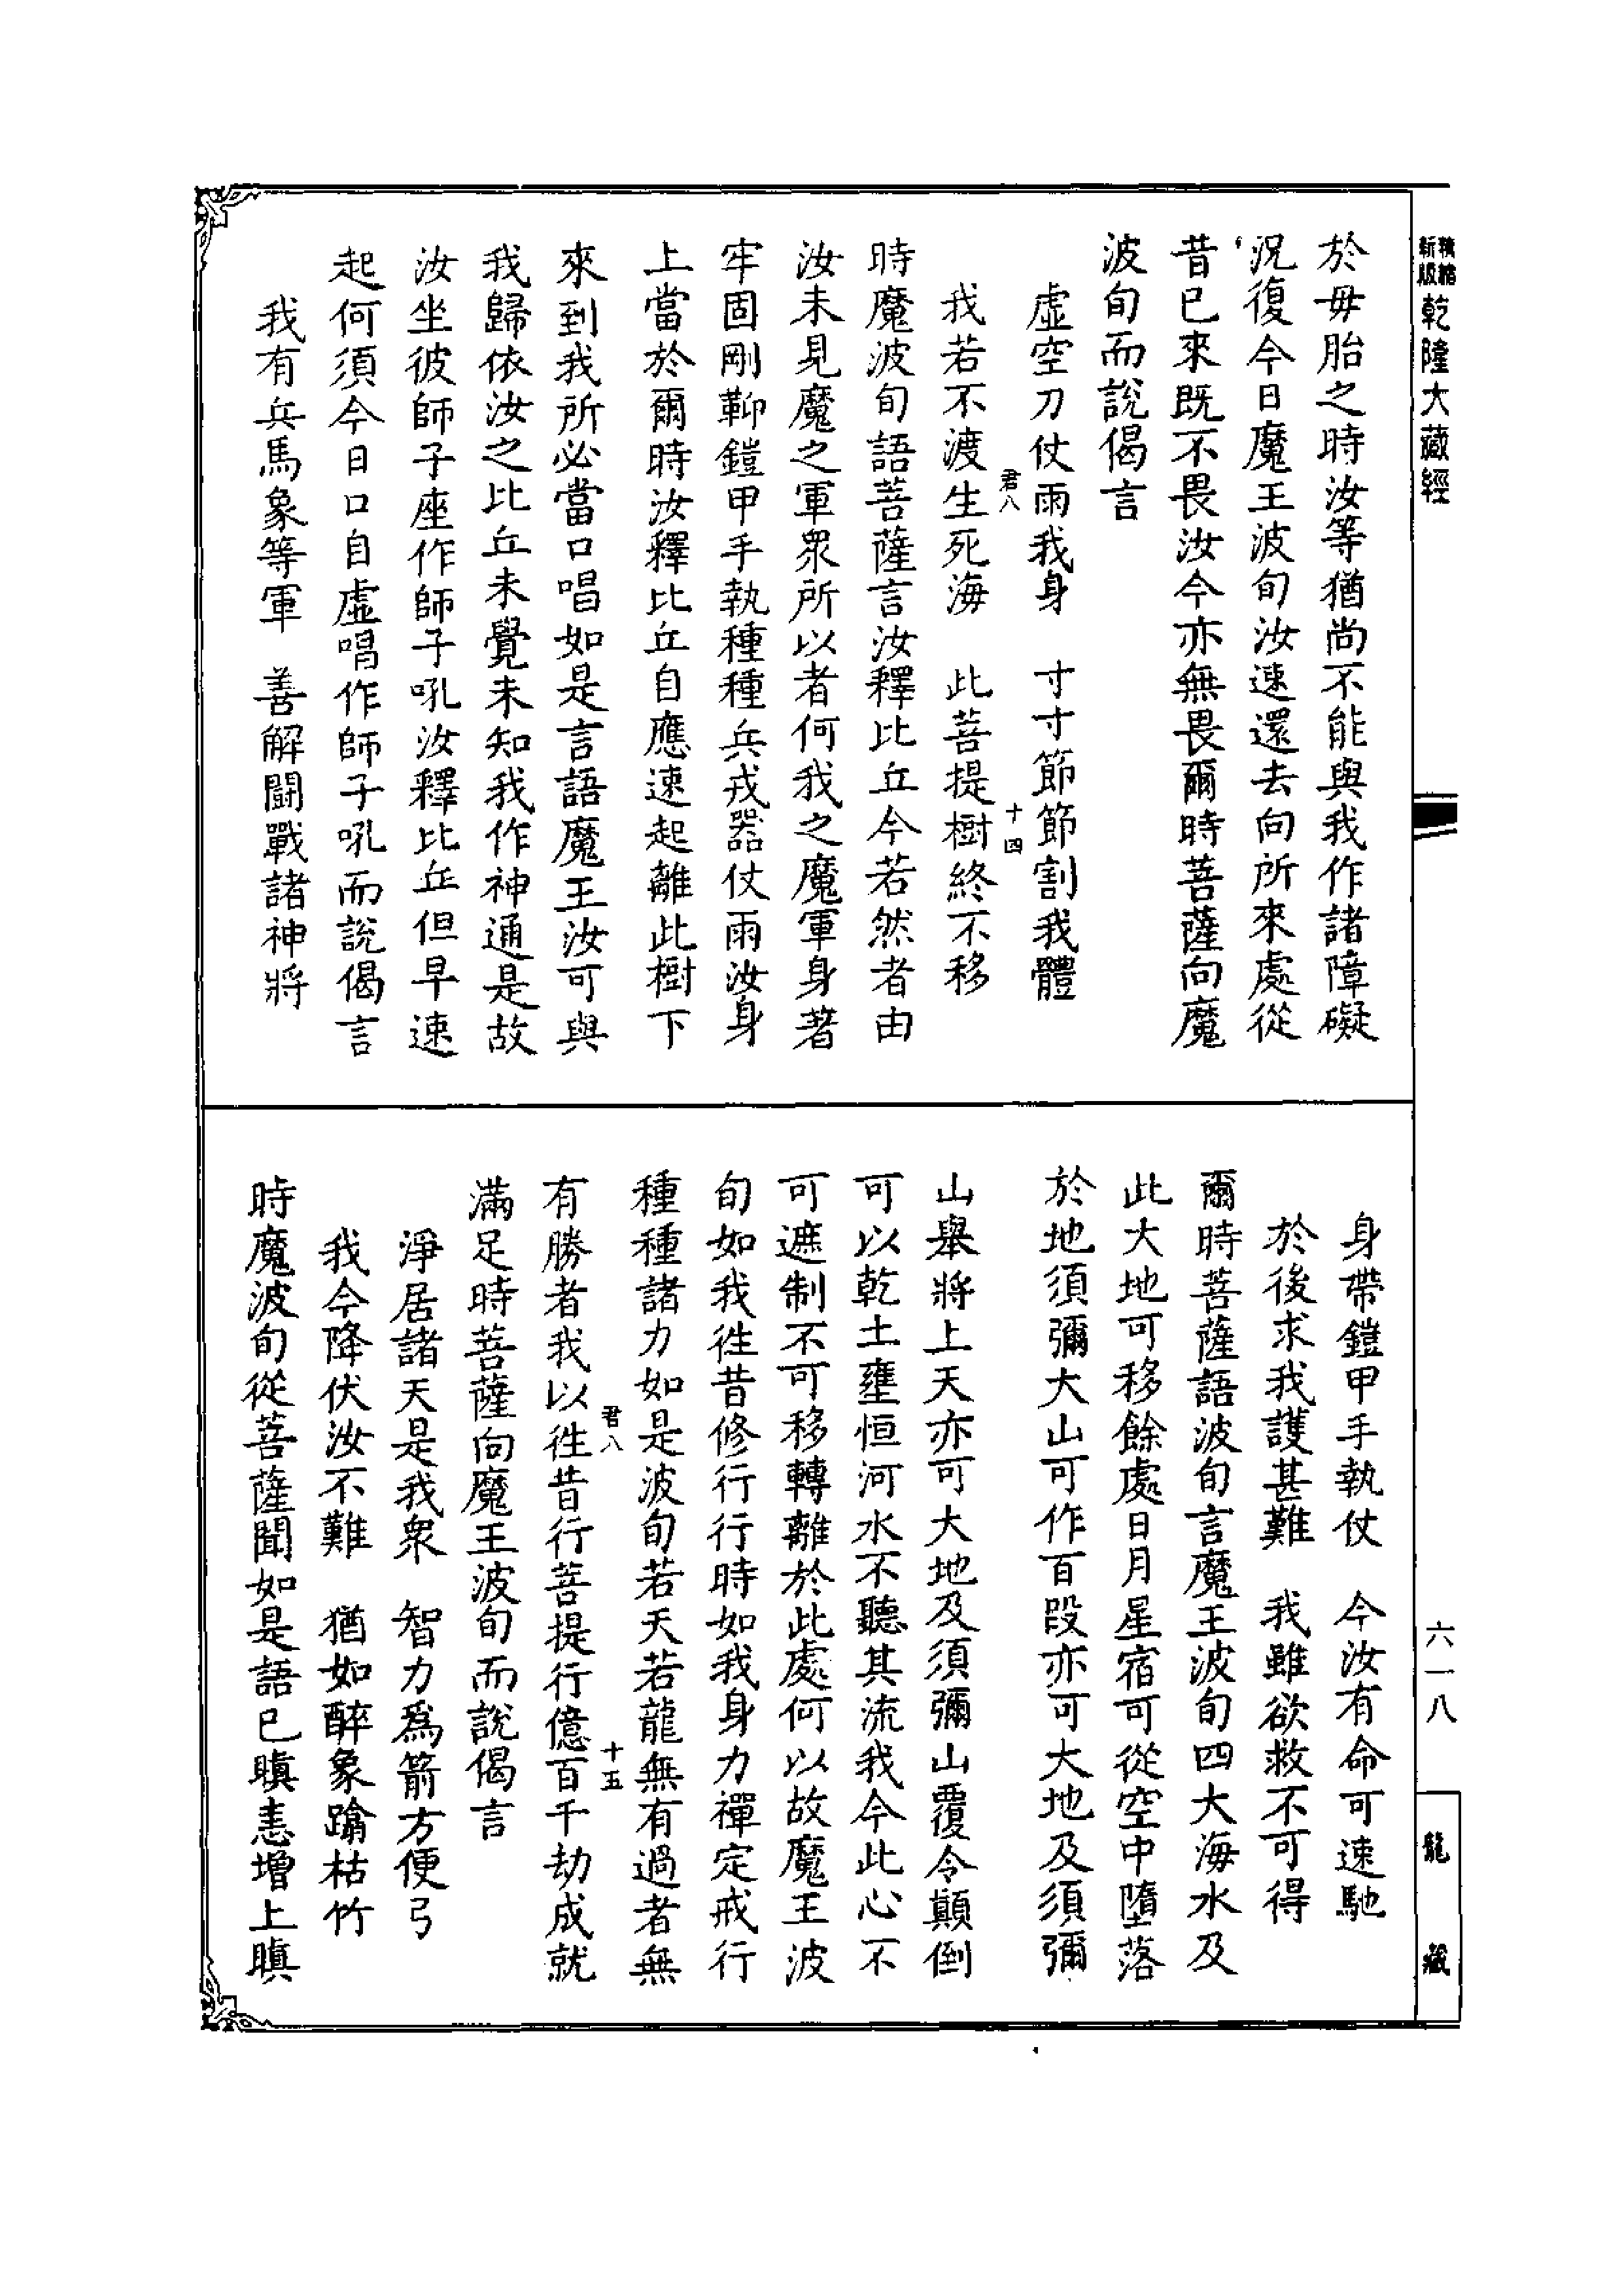 精縮
新版
乾隆大藏經
於毋胎之時汝等猶尚不能與我作諸障礙
況復今日魔王波旬汝速還去向所來處從
昔已來既不畏汝今亦無畏爾時菩薩向魔
波旬而說偈言
虛空刀仗雨我身　寸寸節節割我體
君八
十四
我若不渡生死海　此菩提樹終不移
時魔波旬語菩薩言汝釋比丘今若然者由
汝未見魔之軍眾所以者何我之魔軍身著
牢固剛鞕鎧甲手執種種兵戎器仗雨汝身
上當於爾時汝釋比丘自應速起離此樹下
來到我所必當口唱如是言語魔王汝可與
我歸依汝之比丘未覺未知我作神通是故
汝坐彼師子座作師子吼汝釋比丘但早速
起何須今日口自虛唱作師子吼而說偈言
我有兵馬象等軍　善解鬪戰諸神將
身帶鎧甲手執仗　今汝有命可速馳
於後求我護甚難　我雖欲救不可得
爾時菩薩語波旬言魔王波旬四大海水及
此大地可移餘處日月星宿可從空中墮落
於地須彌大山可作百段亦可大地及須彌
山舉將上天亦可大地及須彌山覆令顛倒
可以乾土壅恒河水不聽其流我今此心不
可遮制不可移轉離於此處何以故魔王波
旬如我徃昔修行行時如我身力禪定戒行
種種諸力如是波旬若天若龍無有過者無
君八
十五
有勝者我以徃昔行菩提行億百千劫成就
滿足時菩薩向魔王波旬而說偈言
淨居諸天是我眾　智力為箭方便弓
我今降伏汝不難　猶如醉象蹹枯竹
時魔波旬從菩薩聞如是語已瞋恚增上瞋
六一八
龍藏